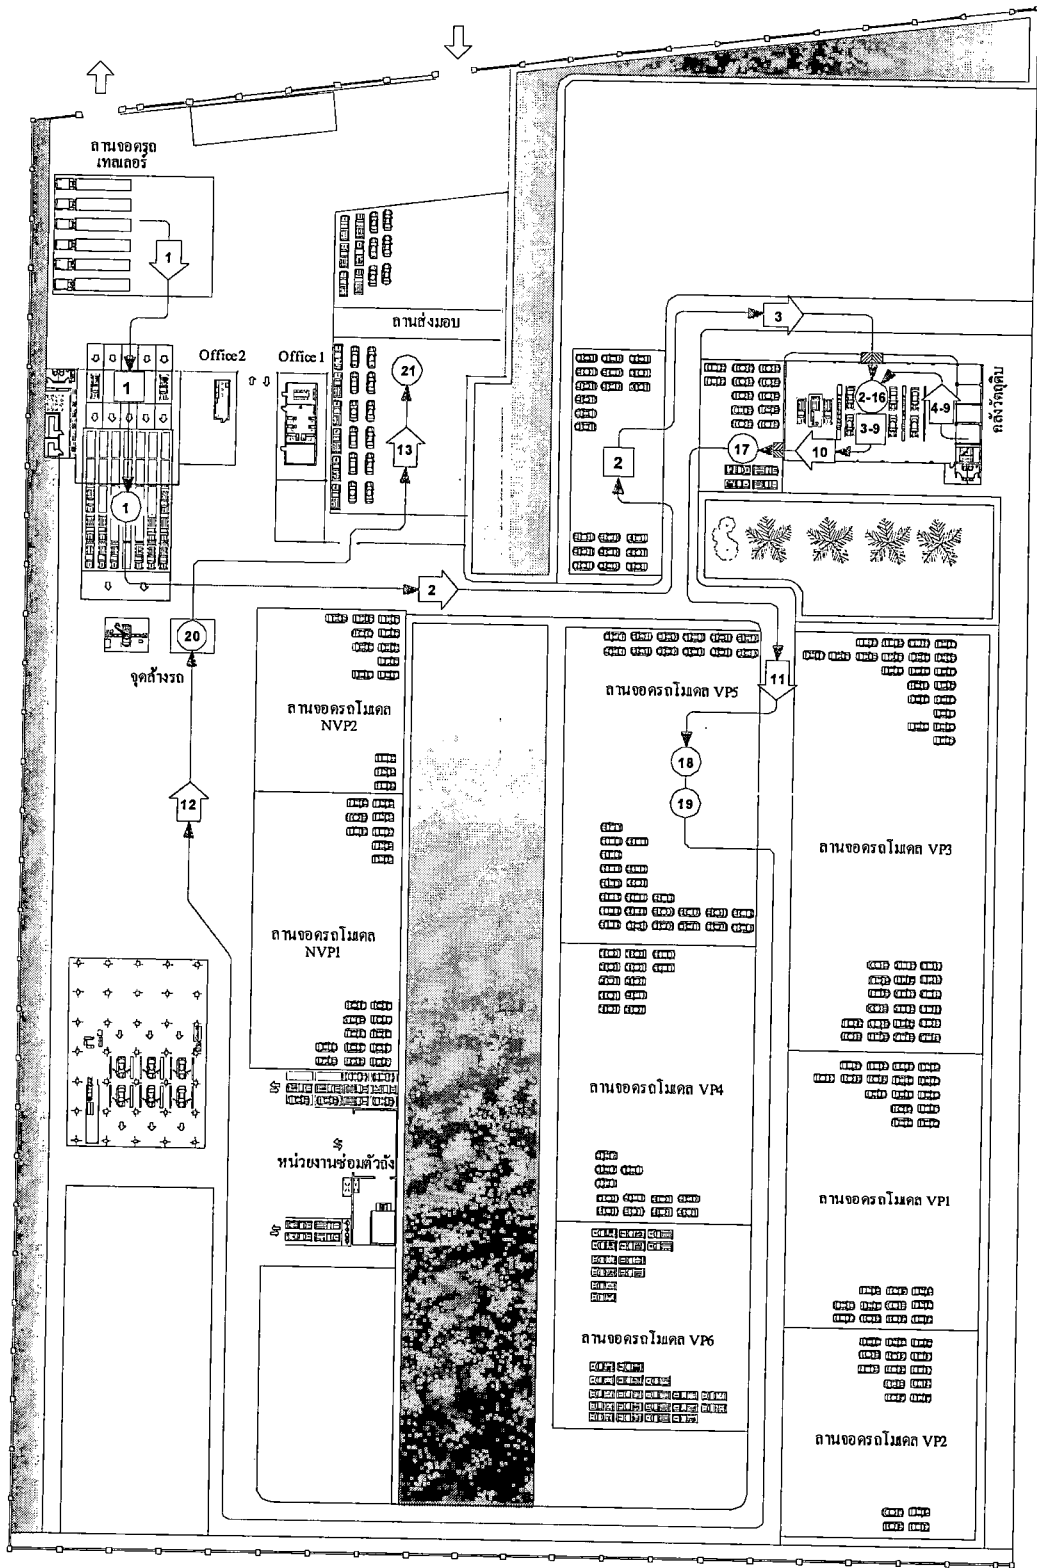 ลานจอดรถ
เทลเลอร์
1
1
Office2
Office1
ลานส่งมอบ
21
13
1
2
20
จุดล้างรถ
12
3
2
17
2-16
3-9
4-9
10
คลังวัตถุดิบ
11
18
19
ลานจอดรถโมเดล
NVP2
ลานจอดรถโมเดล VP5
ลานจอดรถโมเดล VP3
ลานจอดรถโมเดล
NVP1
ลานจอดรถโมเดล VP4
หน่วยงานซ่อมตัวถัง
ลานจอดรถโมเดล VP1
ลานจอดรถโมเดล VP6
ลานจอดรถโมเดล VP2